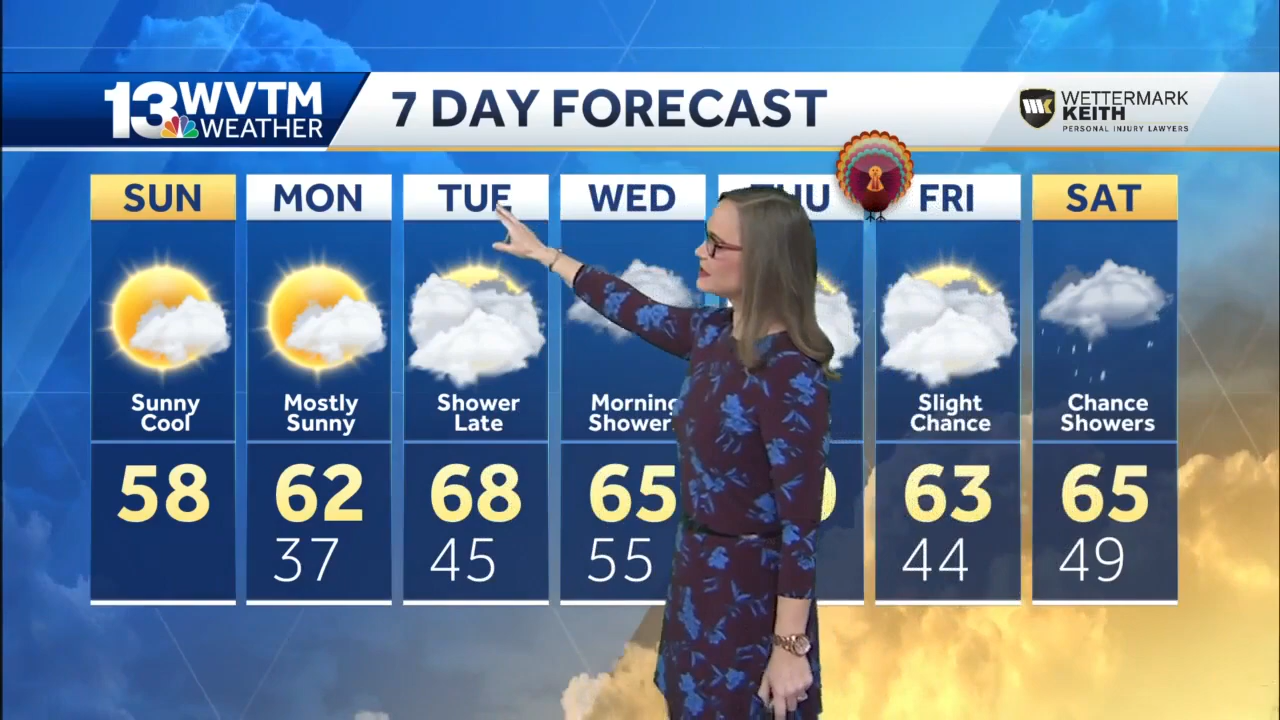 13 WVTM
WEATHER
7 DAY FORECAST
WETTERMARK
KEITH
PERSONAL INJURY LAWYERS
SUN
MON
TUE
WED
FRI
SAT
Sunny
Cool
Mostly
Sunny
Shower
Late
Morning
Shower
Slight
Chance
Chance
Showers
58
62
68
65
63
65
37
45
55
44
49